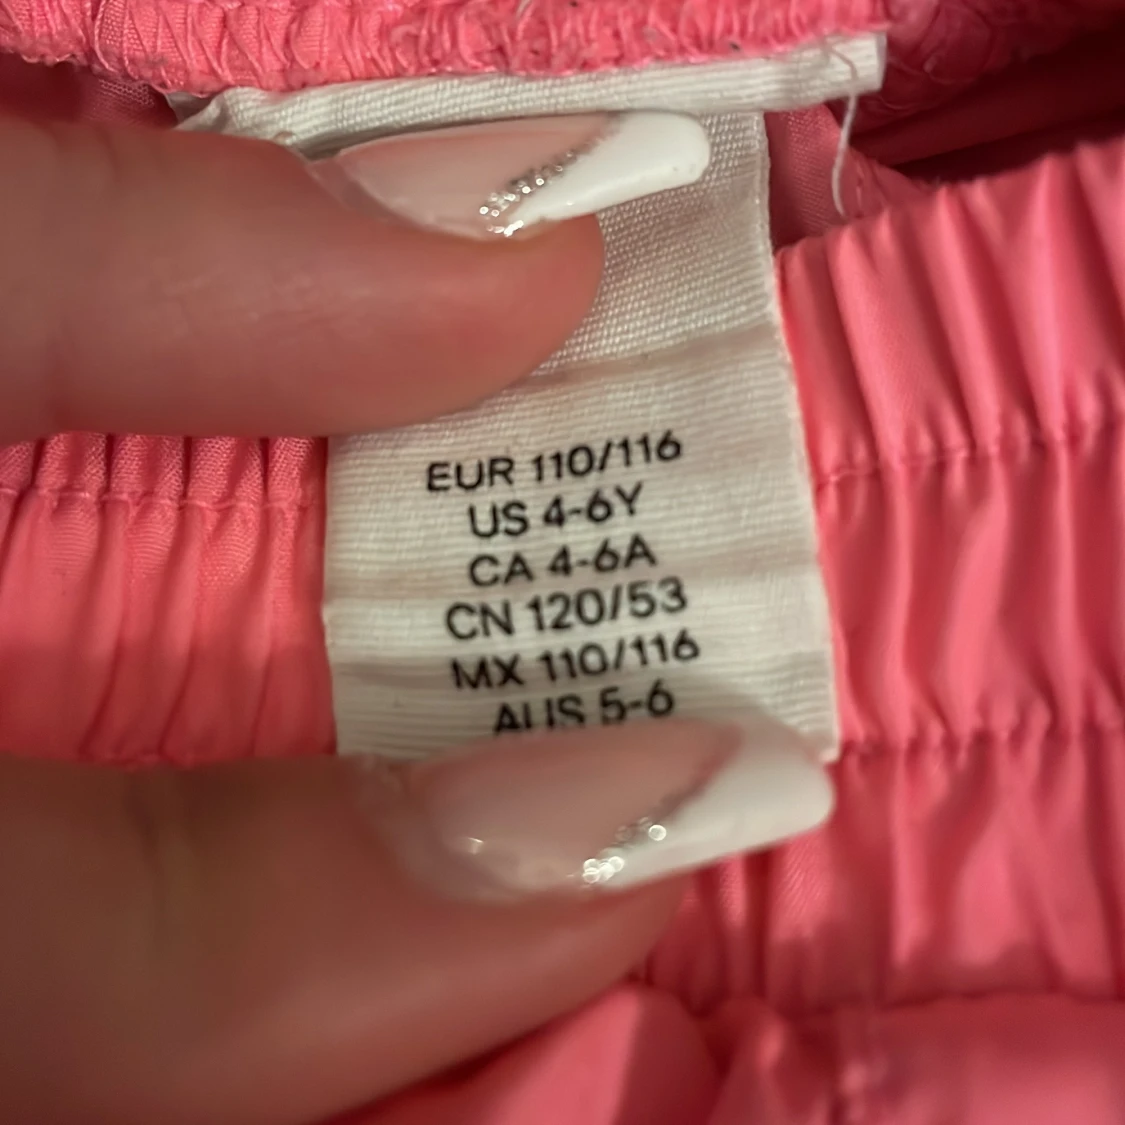 EUR 110/116
US 4-6Y
CA 4-6A
CN 120/53
MX 110/116
AUS 5-6